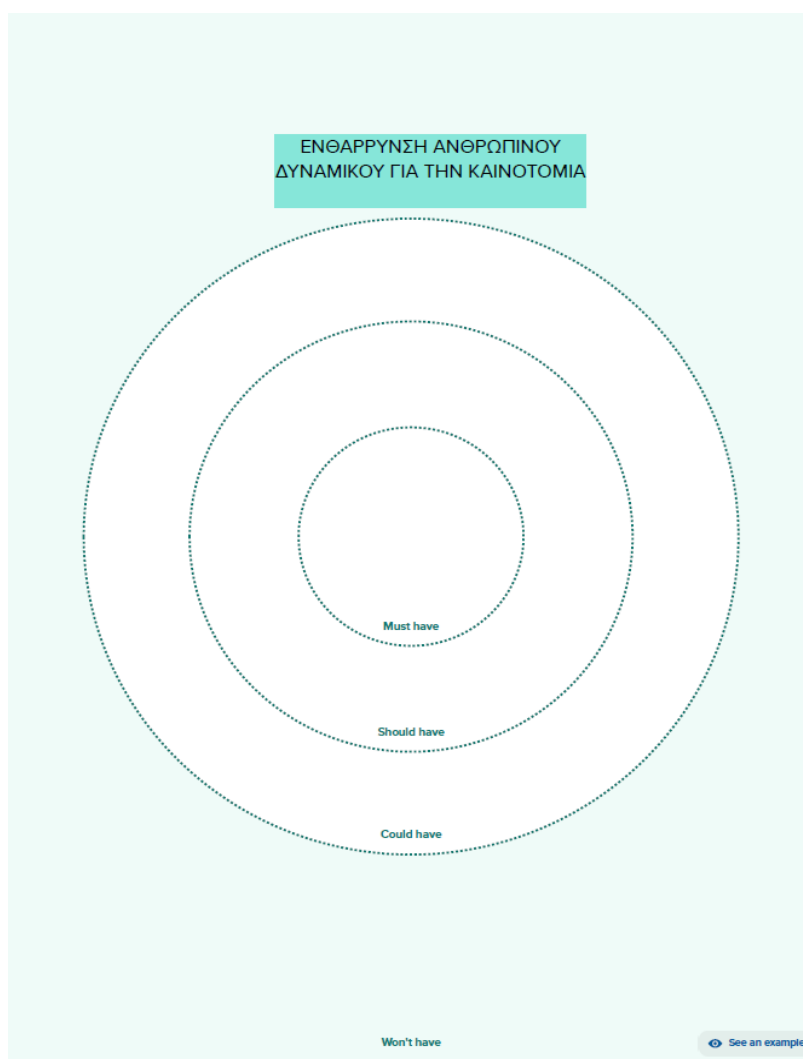 ΕΝΘΑΡΡΥΝΣΗ ΑΝΘΡΩΠΙΝΟΥ
ΔΥΝΑΜΙΚΟΥ ΓΙΑ ΤΗΝ ΚΑΙΝΟΤΟΜΙΑ
Must have
Should have
Could have
Won't have
See an example